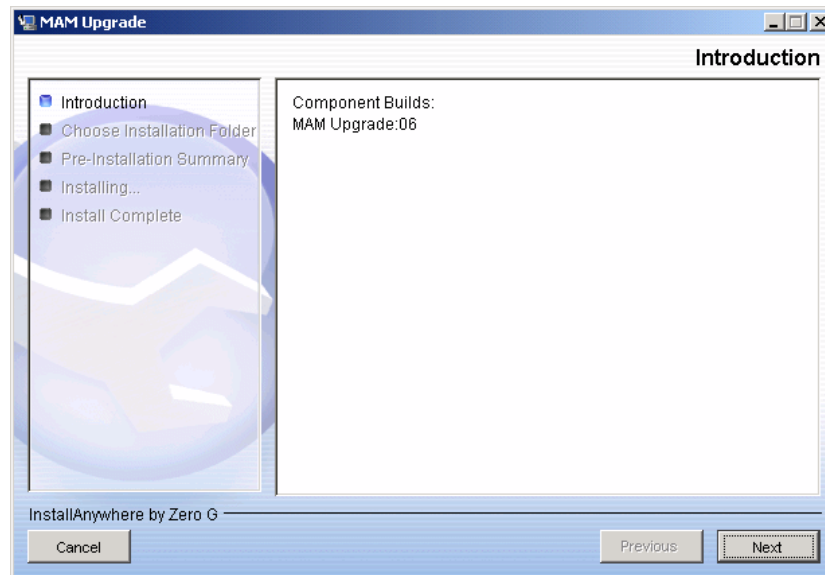 MAM Upgrade
Introduction
Introduction
Choose Installation Folder
Pre-Installation Summary
Installing...
Install Complete
Component Builds:
MAM Upgrade:06
InstallAnywhere by Zero G
Cancel
Previous
Next